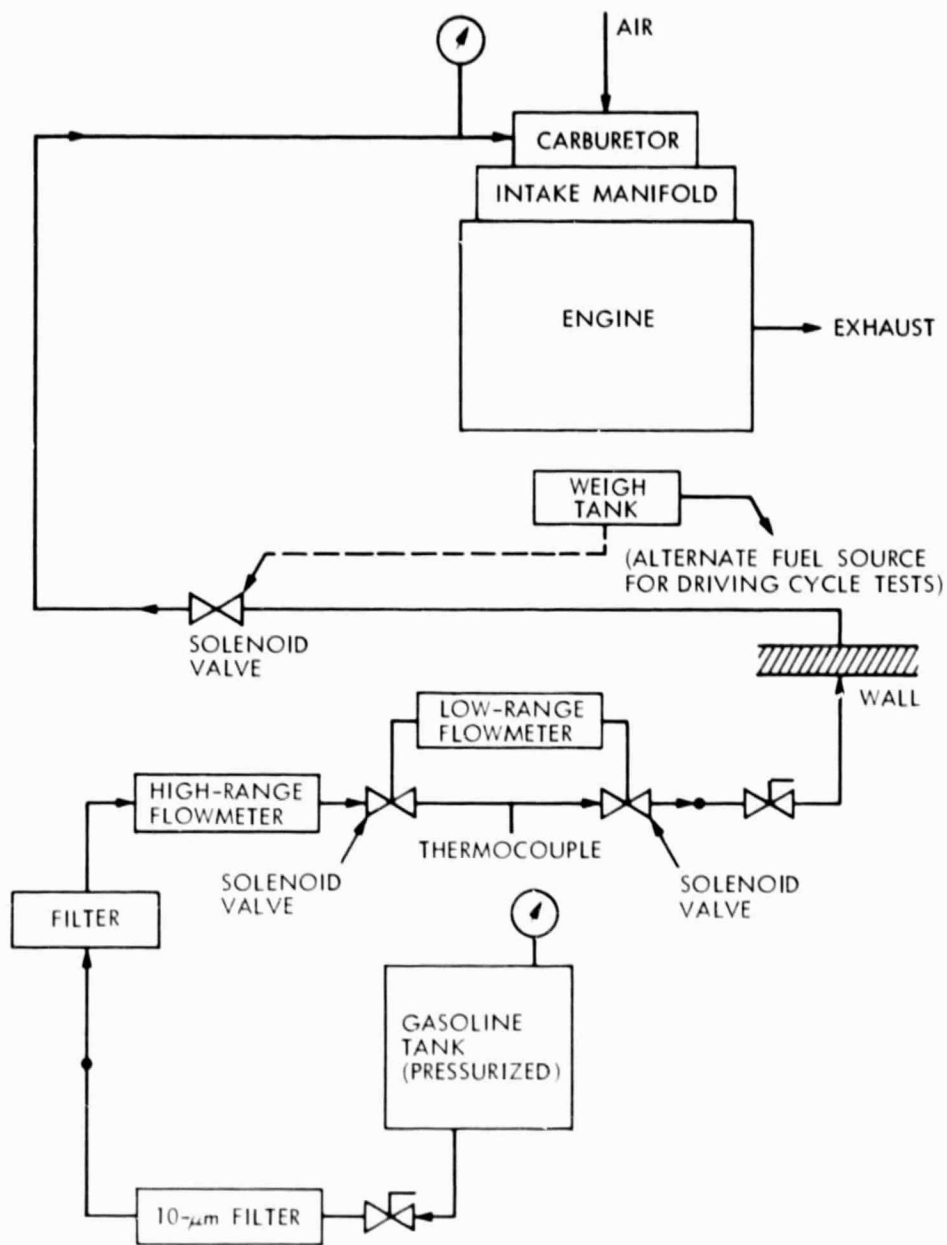 AIR
CARBURETOR
INTAKE MANIFOLD
ENGINE
EXHAUST
WEIGH
TANK
(ALTERNATE FUEL SOURCE
FOR DRIVING CYCLE TESTS)
SOLENOID
VALVE
WALL
LOW-RANGE
FLOWMETER
HIGH-RANGE
FLOWMETER
THERMOCOUPLE
SOLENOID
VALVE
SOLENOID
VALVE
FILTER
GASOLINE
TANK
(PRESSURIZED)
10-μm FILTER